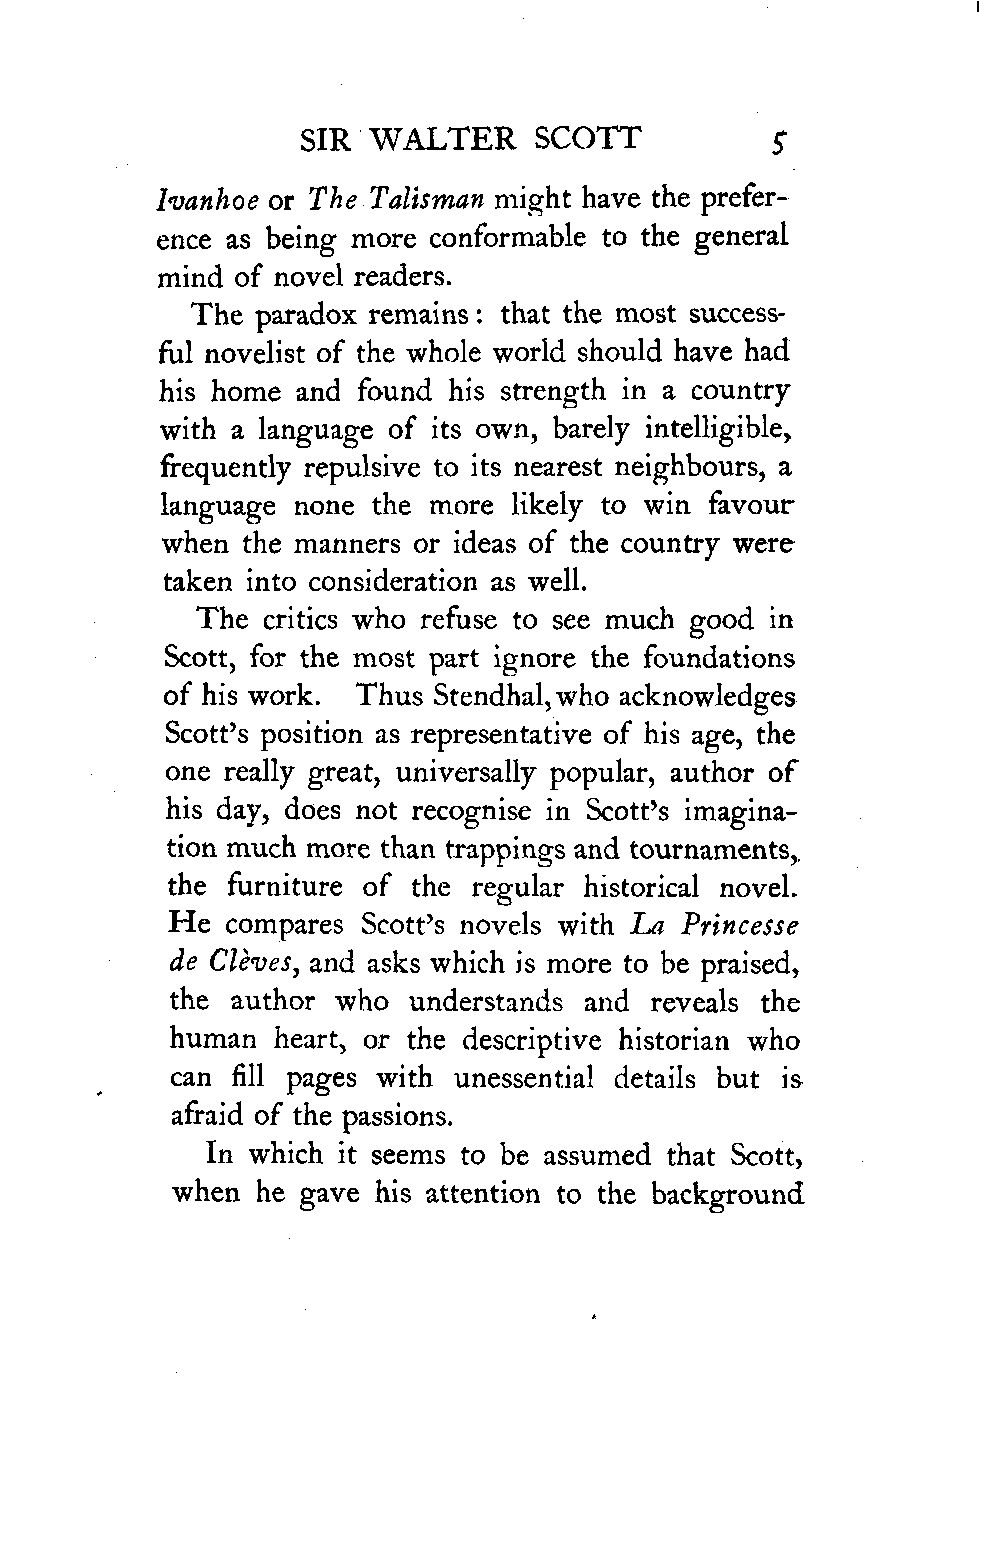 SIR WALTER SCOTT 5
Ivanhoe or The Talisman might have the prefer-
ence as being more conformable to the general
mind of novel readers.
The paradox remains: that the most success-
ful novelist of the whole world should have had
his home and found his strength in a country
with a language of its own, barely intelligible,
frequently repulsive to its nearest neighbours, a
language none the more likely to win favour
when the manners or ideas of the country were
taken into consideration as well.
The critics who refuse to see much good in
Scott, for the most part ignore the foundations
of his work. Thus Stendhal, who acknowledges
Scott's position as representative of his age, the
one really great, universally popular, author of
his day, does not recognise in Scott's imagina-
tion much more than trappings and tournaments,
the furniture of the regular historical novel.
He compares Scott's novels with La Princesse
de Clèves, and asks which is more to be praised,
the author who understands and reveals the
human heart, or the descriptive historian who
can fill pages with unessential details but is
afraid of the passions.
In which it seems to be assumed that Scott,
when he gave his attention to the background